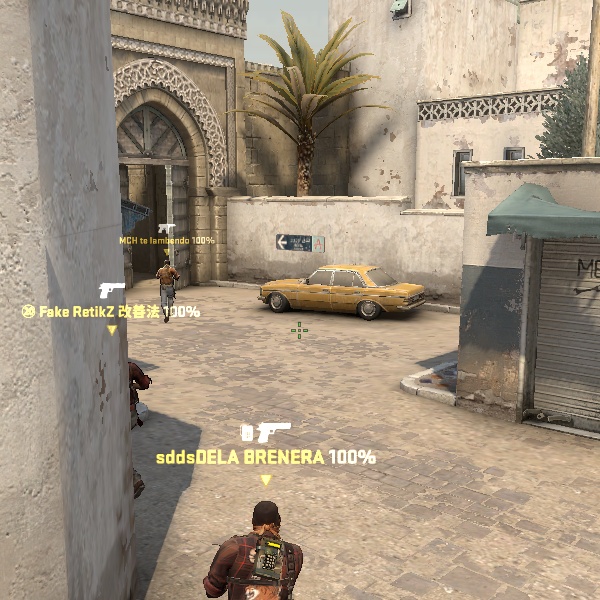 MCH te lambendo 100%
Fake RetikZ 改善法 100%
sddsDELA BRENERA 100%
A